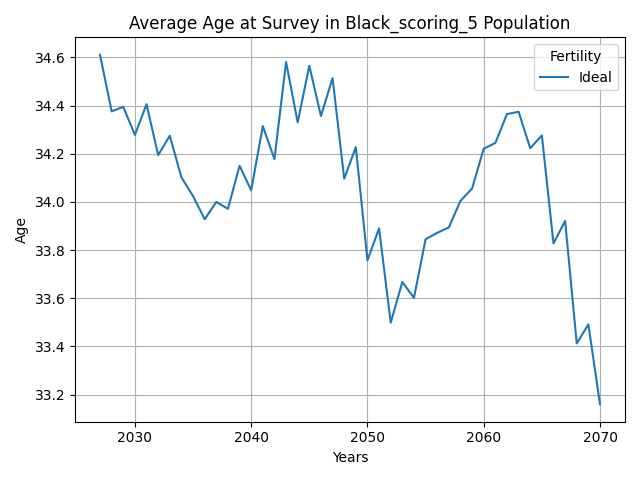 Average Age at Survey in Black_scoring_5 Population
Fertility
Ideal
34.6
34.4
34.2
34.0
33.8
33.6
33.4
33.2
Age
2030 2040 2050 2060 2070
Years